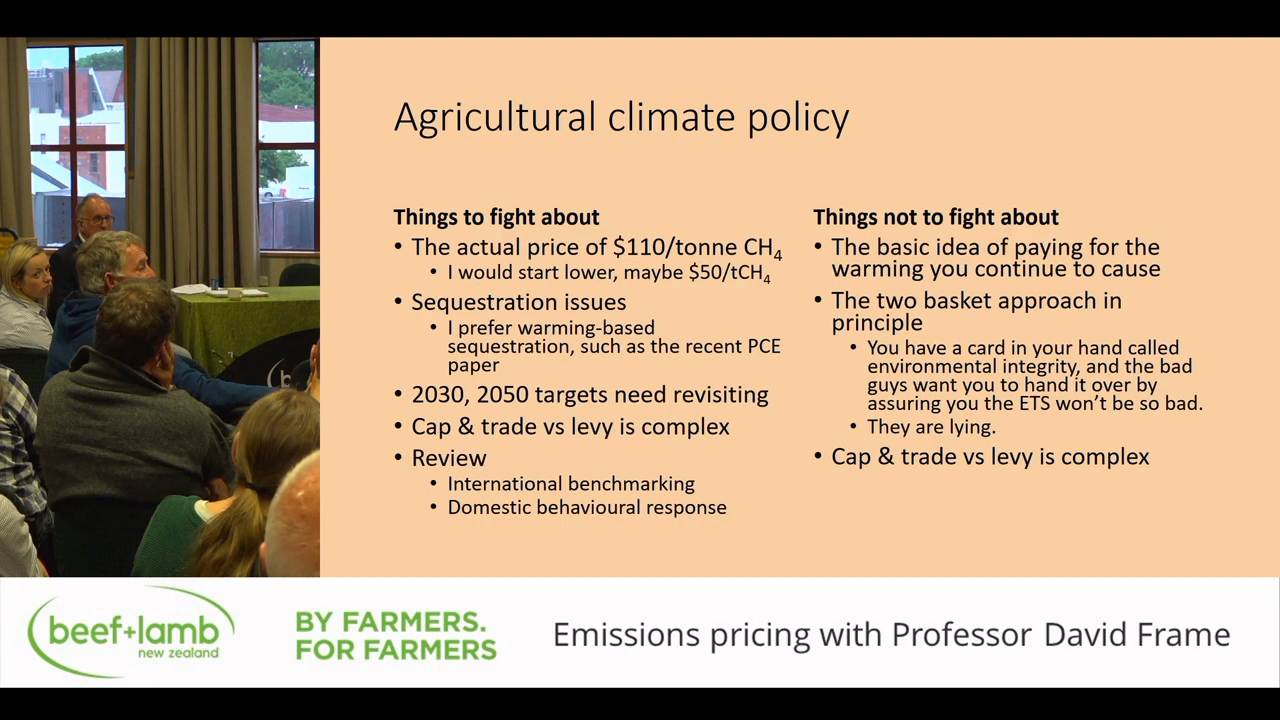 Agricultural climate policy
Things to fight about
• The actual price of $110/tonne CH₄
• I would start lower, maybe $50/tCH₄
• Sequestration issues
• I prefer warming-based
sequestration, such as the recent PCE
paper
• 2030, 2050 targets need revisiting
• Cap & trade vs levy is complex
• Review
• International benchmarking
• Domestic behavioural response
Things not to fight about
• The basic idea of paying for the
warming you continue to cause
• The two basket approach in
principle
• You have a card in your hand called
environmental integrity, and the bad
guys want you to hand it over by
assuring you the ETS won't be so bad.
• They are lying.
• Cap & trade vs levy is complex
beef+lamb
new zealand
BY FARMERS.
FOR FARMERS
Emissions pricing with Professor David Frame